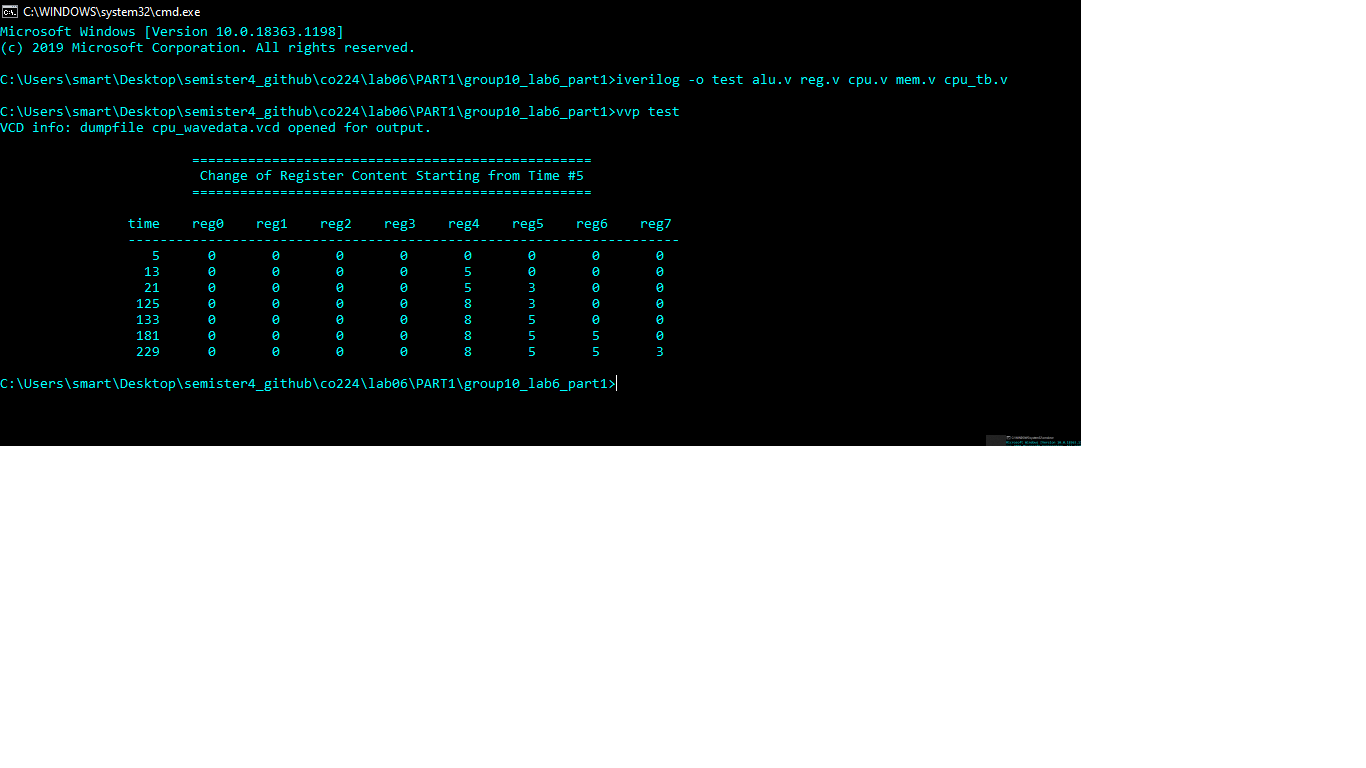 C:\WINDOWS\system32\cmd.exe
Microsoft Windows [Version 10.0.18363.1198]
(c) 2019 Microsoft Corporation. All rights reserved.
C:\Users\smart\Desktop\semister4_github\co224\lab06\PART1\group10_lab6_part1>iverilog -o test alu.v reg.v cpu.v mem.v cpu_tb.v
C:\Users\smart\Desktop\semister4_github\co224\lab06\PART1\group10_lab6_part1>vvp test
VCD info: dumpfile cpu_wavedata.vcd opened for output.
==================================================
Change of Register Content Starting from Time #5
==================================================
time reg0 reg1 reg2 reg3 reg4 reg5 reg6 reg7
---------------------------------------------------------------------
5 0 0 0 0 0 0 0 0
13 0 0 0 0 5 0 0 0
21 0 0 0 0 5 3 0 0
125 0 0 0 0 8 3 0 0
133 0 0 0 0 8 5 0 0
181 0 0 0 0 8 5 5 0
229 0 0 0 0 8 5 5 3
C:\Users\smart\Desktop\semister4_github\co224\lab06\PART1\group10_lab6_part1>